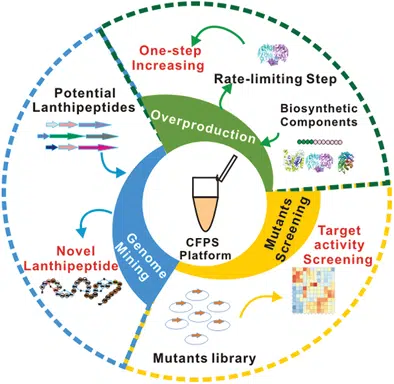 One-step
Increasing
Rate-limiting Step
Potential
Lanthipeptides
Overproduction
Biosynthetic
Components
Genome
Mining
CFPS
Platform
Mutants
Screening
Novel
Lanthipeptide
Target
activity
Screening
Mutants library